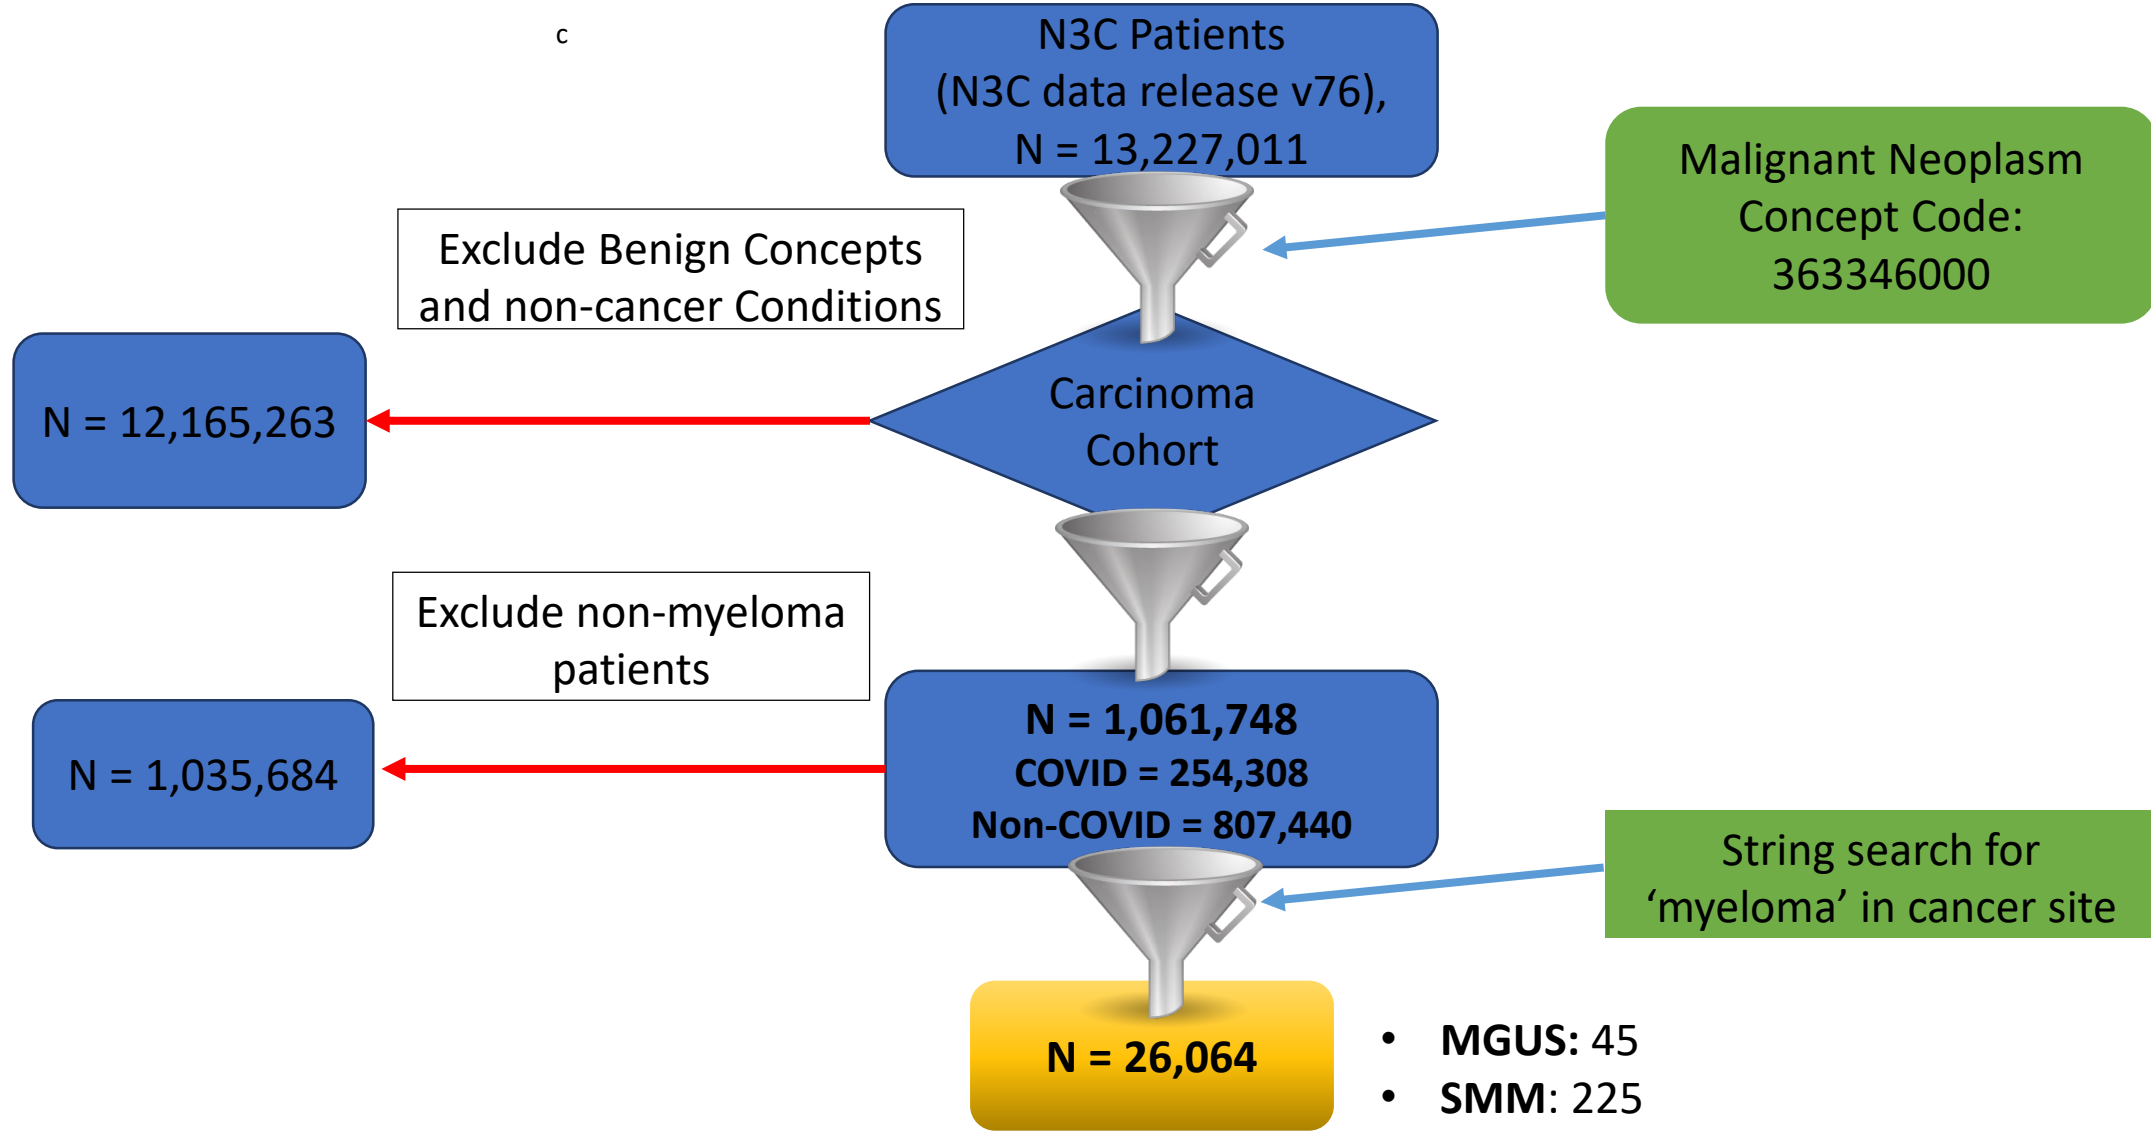 c
N3C Patients
(N3C data release v76),
N = 13,227,011
Malignant Neoplasm
Concept Code:
363346000
Exclude Benign Concepts
and non-cancer Conditions
N = 12,165,263
Carcinoma
Cohort
Exclude non-myeloma
patients
N = 1,035,684
N = 1,061,748
COVID = 254,308
Non-COVID = 807,440
String search for
‘myeloma’ in cancer site
N = 26,064
• MGUS: 45
• SMM: 225